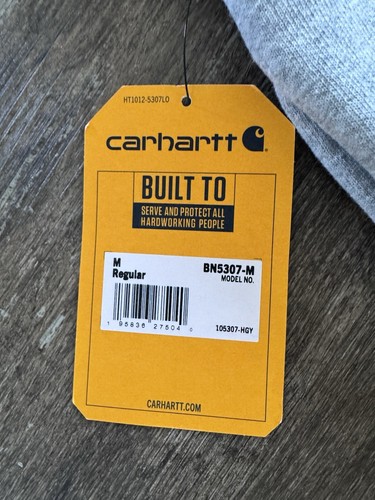 HT1012-5307LO
carhartt
BUILT TO
SERVE AND PROTECT ALL
HARDWORKING PEOPLE
M
Regular
BN5307-M
MODEL NO.
1 95836 27504 0
105307-HGY
CARHARTT.COM